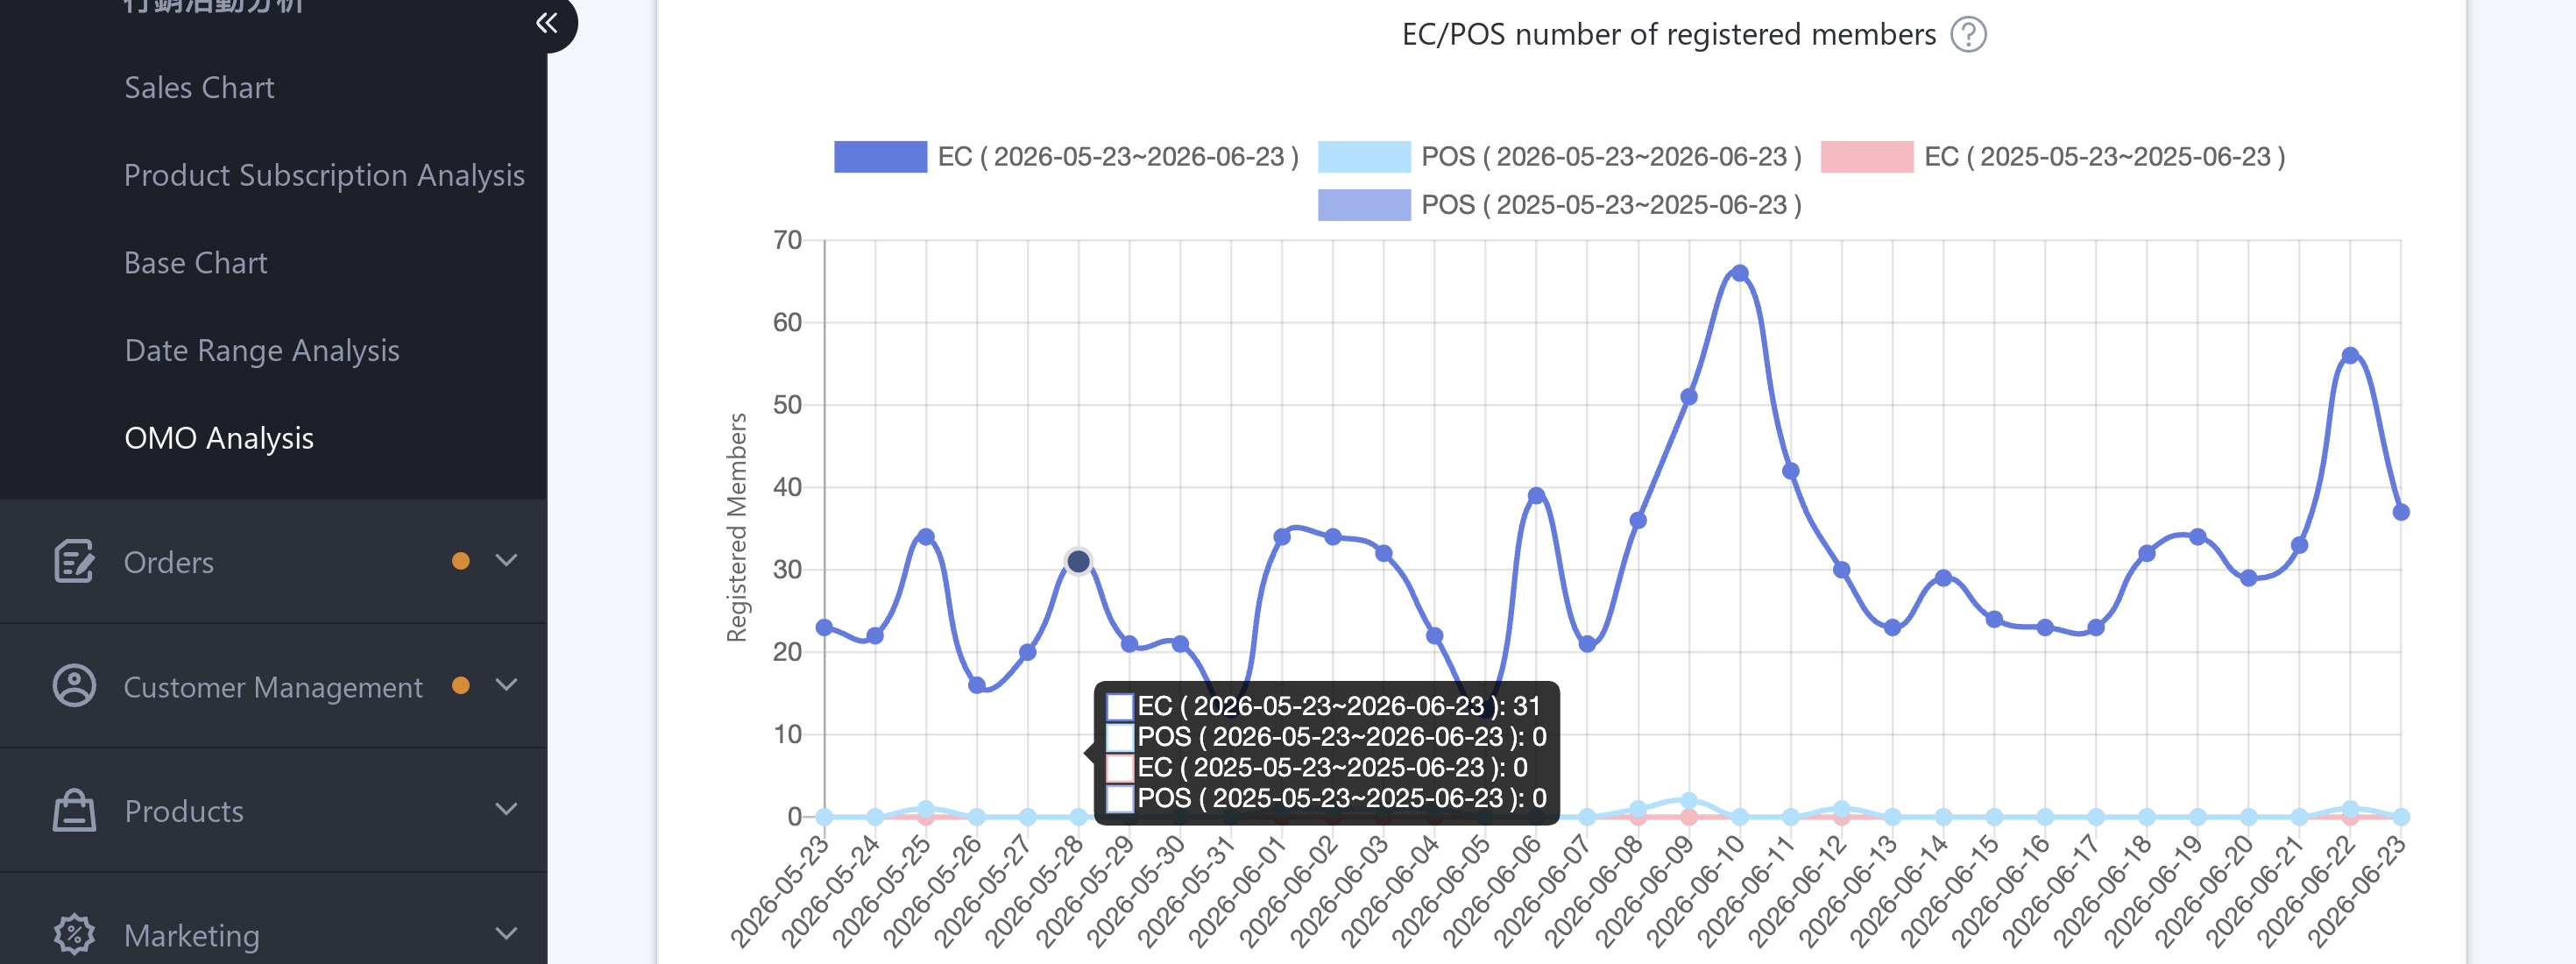 行銷活動分析
Sales Chart
Product Subscription Analysis
Base Chart
Date Range Analysis
OMO Analysis
Orders
Customer Management
Products
Marketing
EC/POS number of registered members ?
EC ( 2026-05-23~2026-06-23 ) POS ( 2026-05-23~2026-06-23 ) EC ( 2025-05-23~2025-06-23 )
POS ( 2025-05-23~2025-06-23 )
Registered Members
70
60
50
40
30
20
10
0
EC ( 2026-05-23~2026-06-23 ): 31
POS ( 2026-05-23~2026-06-23 ): 0
EC ( 2025-05-23~2025-06-23 ): 0
POS ( 2025-05-23~2025-06-23 ): 0
2026-05-23
2026-05-24
2026-05-25
2026-05-26
2026-05-27
2026-05-28
2026-05-29
2026-05-30
2026-05-31
2026-06-01
2026-06-02
2026-06-03
2026-06-04
2026-06-05
2026-06-06
2026-06-07
2026-06-08
2026-06-09
2026-06-10
2026-06-11
2026-06-12
2026-06-13
2026-06-14
2026-06-15
2026-06-16
2026-06-17
2026-06-18
2026-06-19
2026-06-20
2026-06-21
2026-06-22
2026-06-23